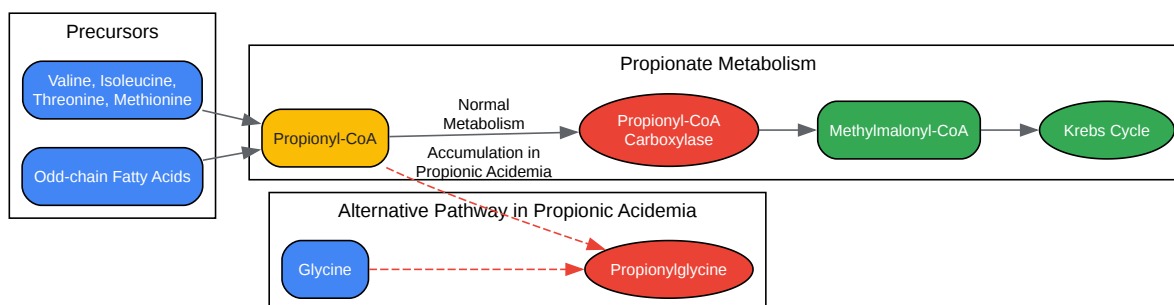 Precursors
Valine, Isoleucine,
Threonine, Methionine
Odd-chain Fatty Acids
Propionate Metabolism
Propionyl-CoA
Normal
Metabolism
Propionyl-CoA
Carboxylase
Methylmalonyl-CoA
Krebs Cycle
Accumulation in
Propionic Acidemia
Alternative Pathway in Propionic Acidemia
Glycine
Propionylglycine